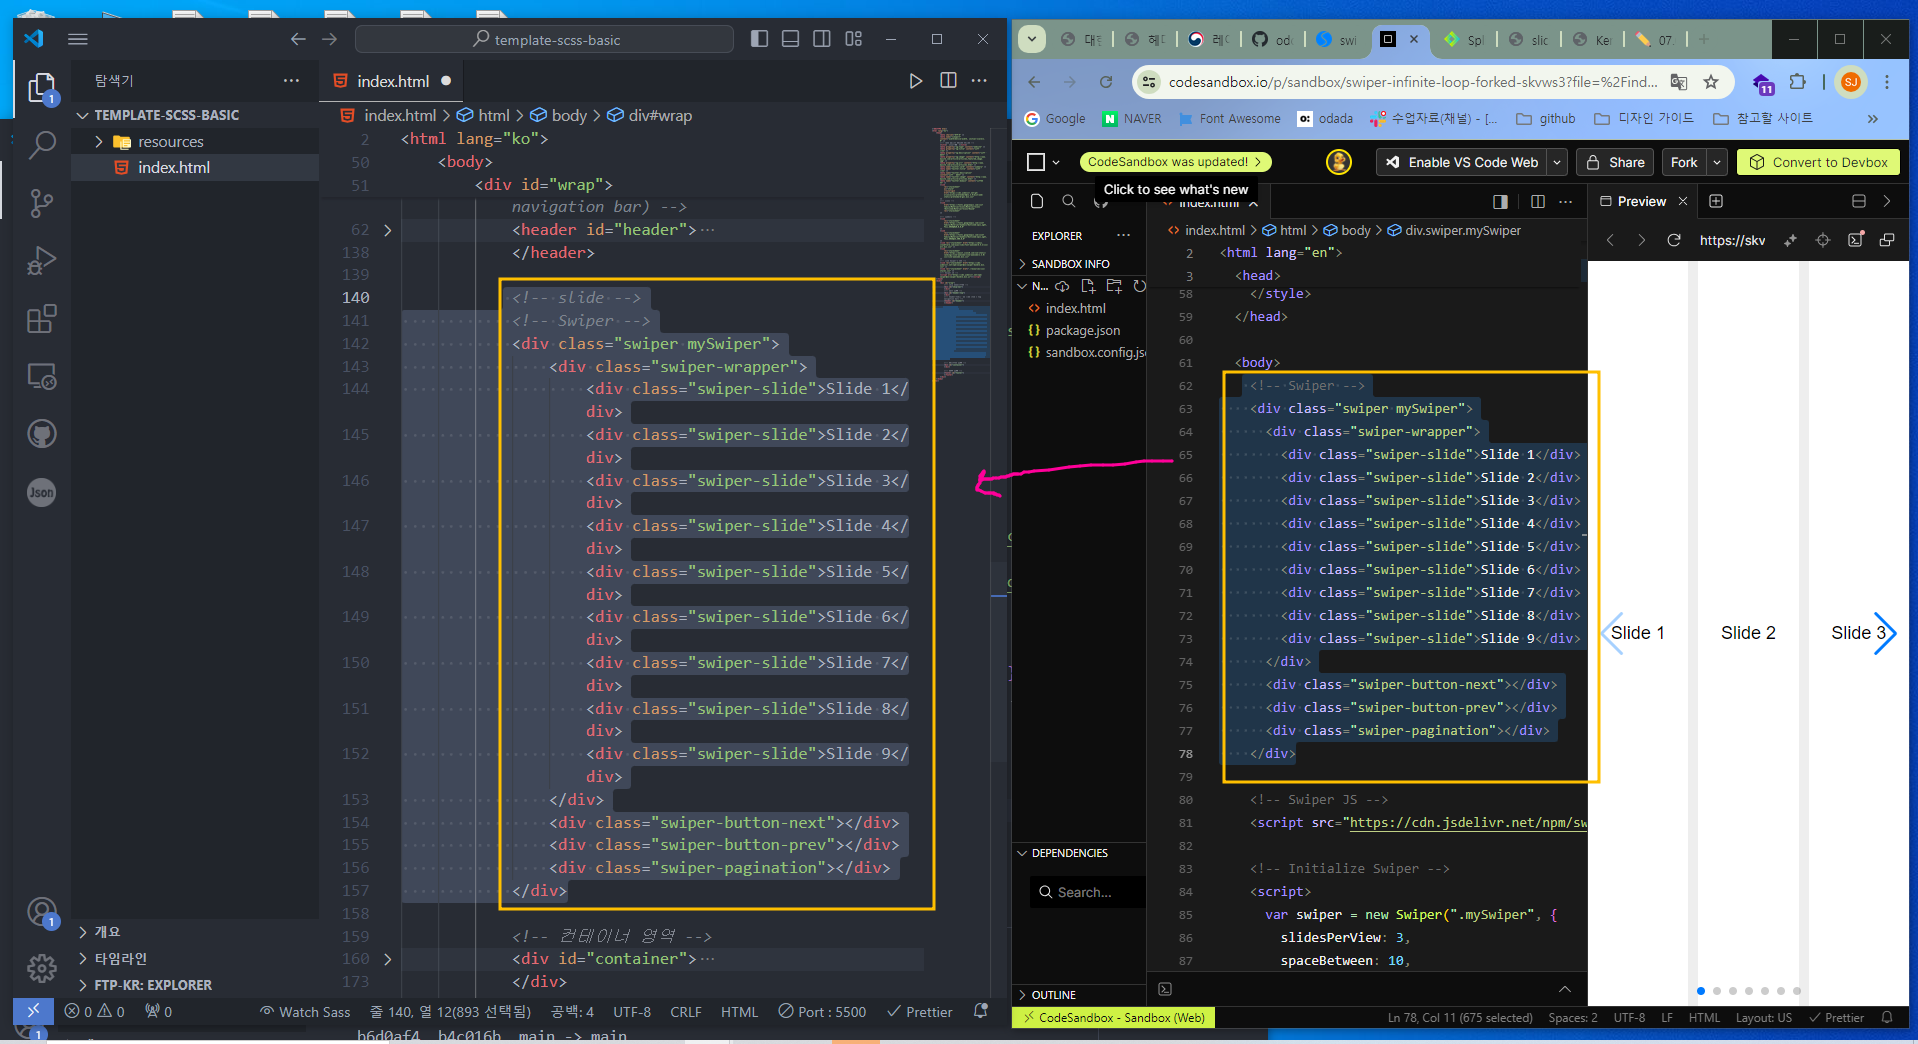 template-scss-basic
탐색기
index.html
TEMPLATE-SCSS-BASIC
index.html > html > body > div#wrap
resources
index.html
1
2 <html lang="ko">
50 <body>
51 <div id="wrap">
navigation bar) -->
62 <header id="header">
138 </header>
139
140 <!-- slide -->
141 <!-- Swiper -->
142 <div class="swiper mySwiper">
143 <div class="swiper-wrapper">
144 <div class="swiper-slide">Slide 1</
div>
145 <div class="swiper-slide">Slide 2</
div>
146 <div class="swiper-slide">Slide 3</
div>
147 <div class="swiper-slide">Slide 4</
div>
148 <div class="swiper-slide">Slide 5</
div>
149 <div class="swiper-slide">Slide 6</
div>
150 <div class="swiper-slide">Slide 7</
div>
151 <div class="swiper-slide">Slide 8</
div>
152 <div class="swiper-slide">Slide 9</
div>
153 </div>
154 <div class="swiper-button-next"></div>
155 <div class="swiper-button-prev"></div>
156 <div class="swiper-pagination"></div>
157 </div>
158
159 <!-- 컨테이너 영역 -->
160 <div id="container">
173 </div>
Json
1
개요
타임라인
FTP-KR: EXPLORER
0 0 0 Watch Sass 줄 140, 열 12(893 선택됨) 공백: 4 UTF-8 CRLF HTML Port : 5500 Prettier
1
b6d0af4..b4c016b main -> main
codesandbox.io/p/sandbox/swiper-infinite-loop-forked-skvws3?file=%2Find...
11
SJ
Google NAVER Font Awesome odada 수업자료(채널) - [... github 디자인 가이드 참고할 사이트
CodeSandbox was updated! Enable VS Code Web Share Fork Convert to Devbox
Click to see what's new
index.html
Preview
EXPLORER
index.html > html > body > div.swiper.mySwiper
https://skv
SANDBOX INFO
N...
index.html
package.json
sandbox.config.js
2 <html lang="en">
3 <head>
58 </style>
59 </head>
60
61 <body>
62 <!-- Swiper -->
63 <div class="swiper mySwiper">
64 <div class="swiper-wrapper">
65 <div class="swiper-slide">Slide 1</div>
66 <div class="swiper-slide">Slide 2</div>
67 <div class="swiper-slide">Slide 3</div>
68 <div class="swiper-slide">Slide 4</div>
69 <div class="swiper-slide">Slide 5</div>
70 <div class="swiper-slide">Slide 6</div>
71 <div class="swiper-slide">Slide 7</div>
72 <div class="swiper-slide">Slide 8</div>
73 <div class="swiper-slide">Slide 9</div>
74 </div>
75 <div class="swiper-button-next"></div>
76 <div class="swiper-button-prev"></div>
77 <div class="swiper-pagination"></div>
78 </div>
79
80 <!-- Swiper JS -->
81 <script src="https://cdn.jsdelivr.net/npm/sw
82
83 <!-- Initialize Swiper -->
84 <script>
85 var swiper = new Swiper(".mySwiper", {
86 slidesPerView: 3,
87 spaceBetween: 10,
Slide 1 Slide 2 Slide 3
DEPENDENCIES
Search...
OUTLINE
CodeSandbox - Sandbox (Web) Ln 78, Col 11 (675 selected) Spaces: 2 UTF-8 LF HTML Layout: US Prettier